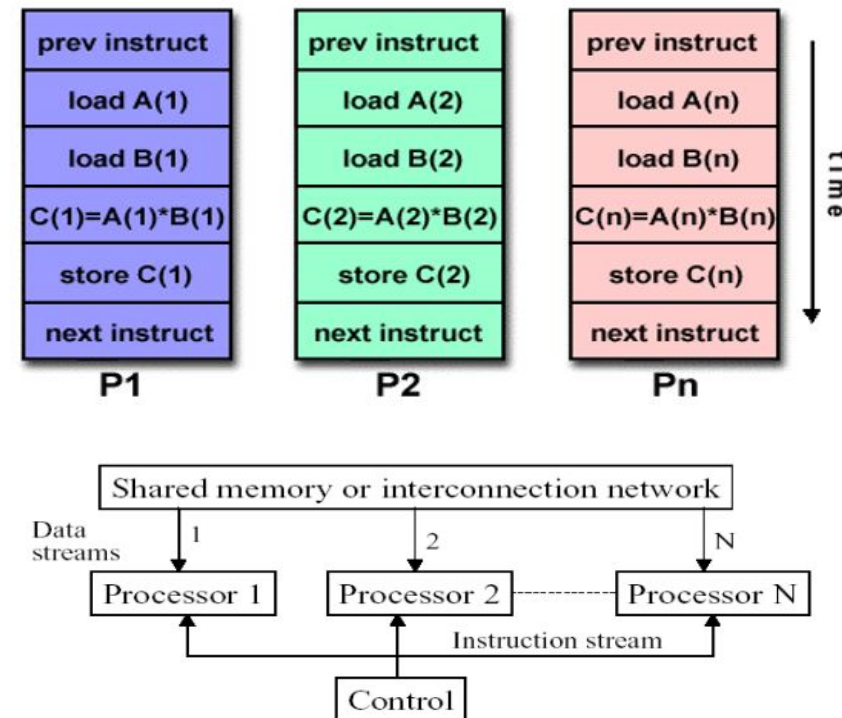 prev instruct
load A(1)
load B(1)
C(1)=A(1)*B(1)
store C(1)
next instruct
P1
prev instruct
load A(2)
load B(2)
C(2)=A(2)*B(2)
store C(2)
next instruct
P2
prev instruct
load A(n)
load B(n)
C(n)=A(n)*B(n)
store C(n)
next instruct
Pn
time
Shared memory or interconnection network
Data
streams
1
2
N
Processor 1
Processor 2
Processor N
Instruction stream
Control